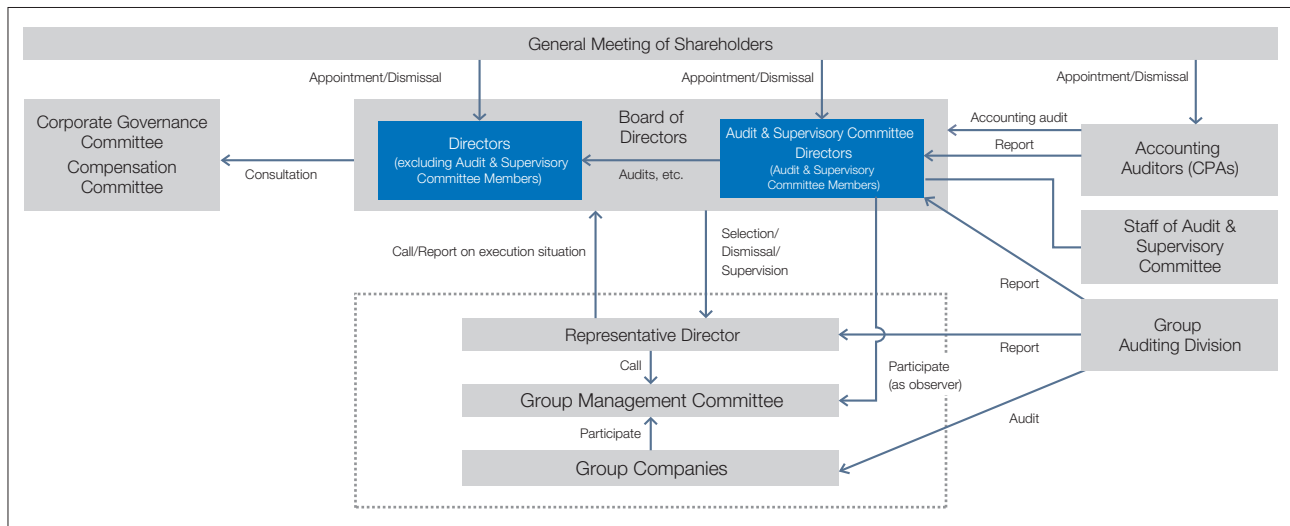 General Meeting of Shareholders
Appointment/Dismissal
Appointment/Dismissal
Appointment/Dismissal
Corporate Governance
Committee
Compensation
Committee
Consultation
Board of
Directors
Directors
(excluding Audit & Supervisory
Committee Members)
Audits, etc.
Audit & Supervisory Committee
Directors
(Audit & Supervisory
Committee Members)
Accounting audit
Report
Accounting
Auditors (CPAs)
Staff of Audit &
Supervisory
Committee
Call/Report on execution situation
Selection/
Dismissal/
Supervision
Report
Group
Auditing Division
Representative Director
Report
Call
Participate
(as observer)
Group Management Committee
Participate
Audit
Group Companies